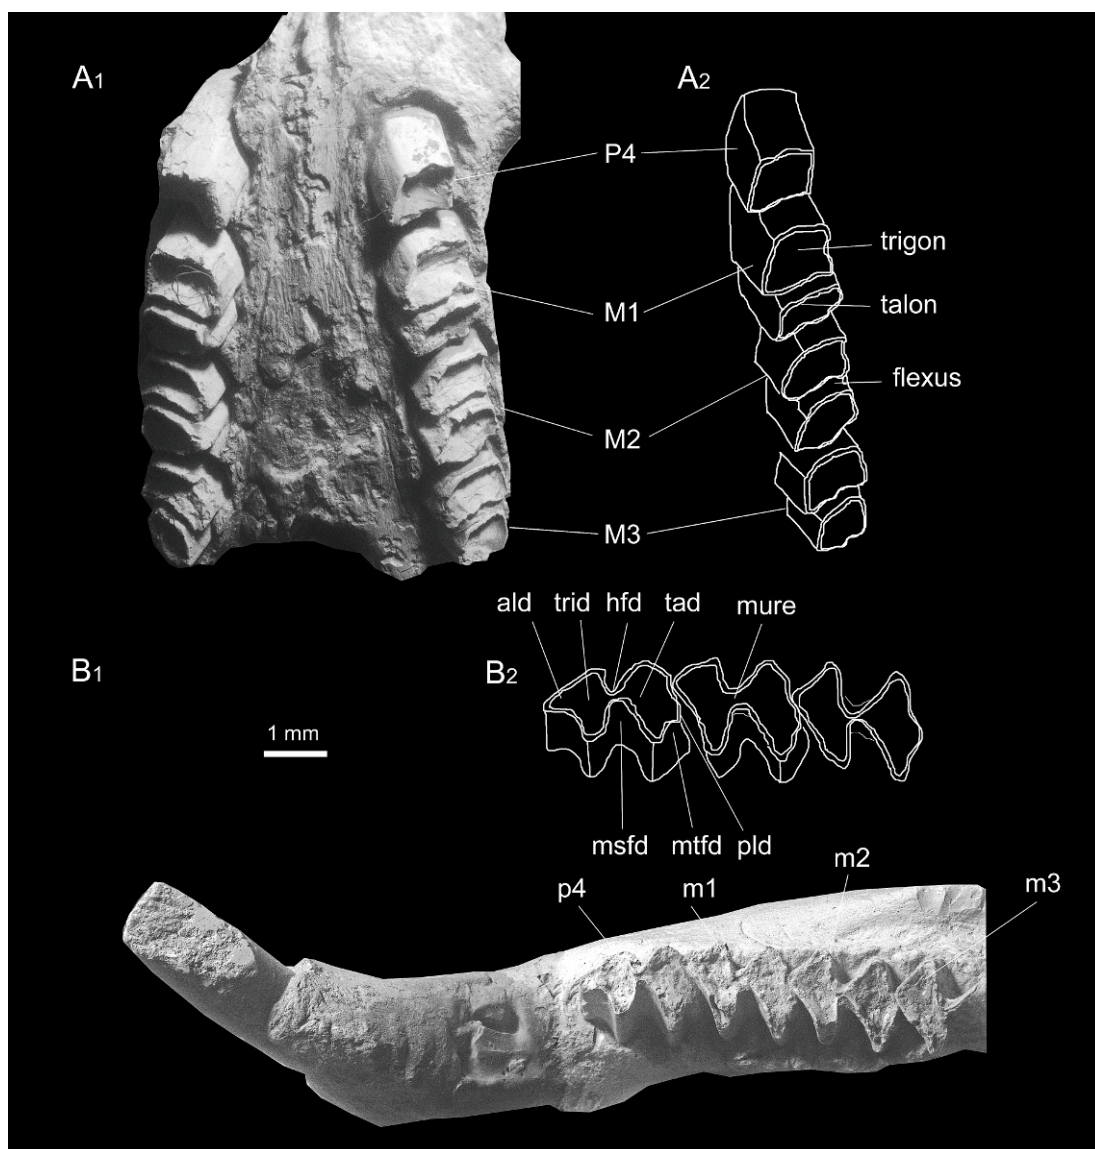 A1
A2
P4
trigon
M1
talon
flexus
M2
M3
ald trid hfd tad mure
B1
B2
1 mm
msfd mtfd pld
m2
p4 m1 m3